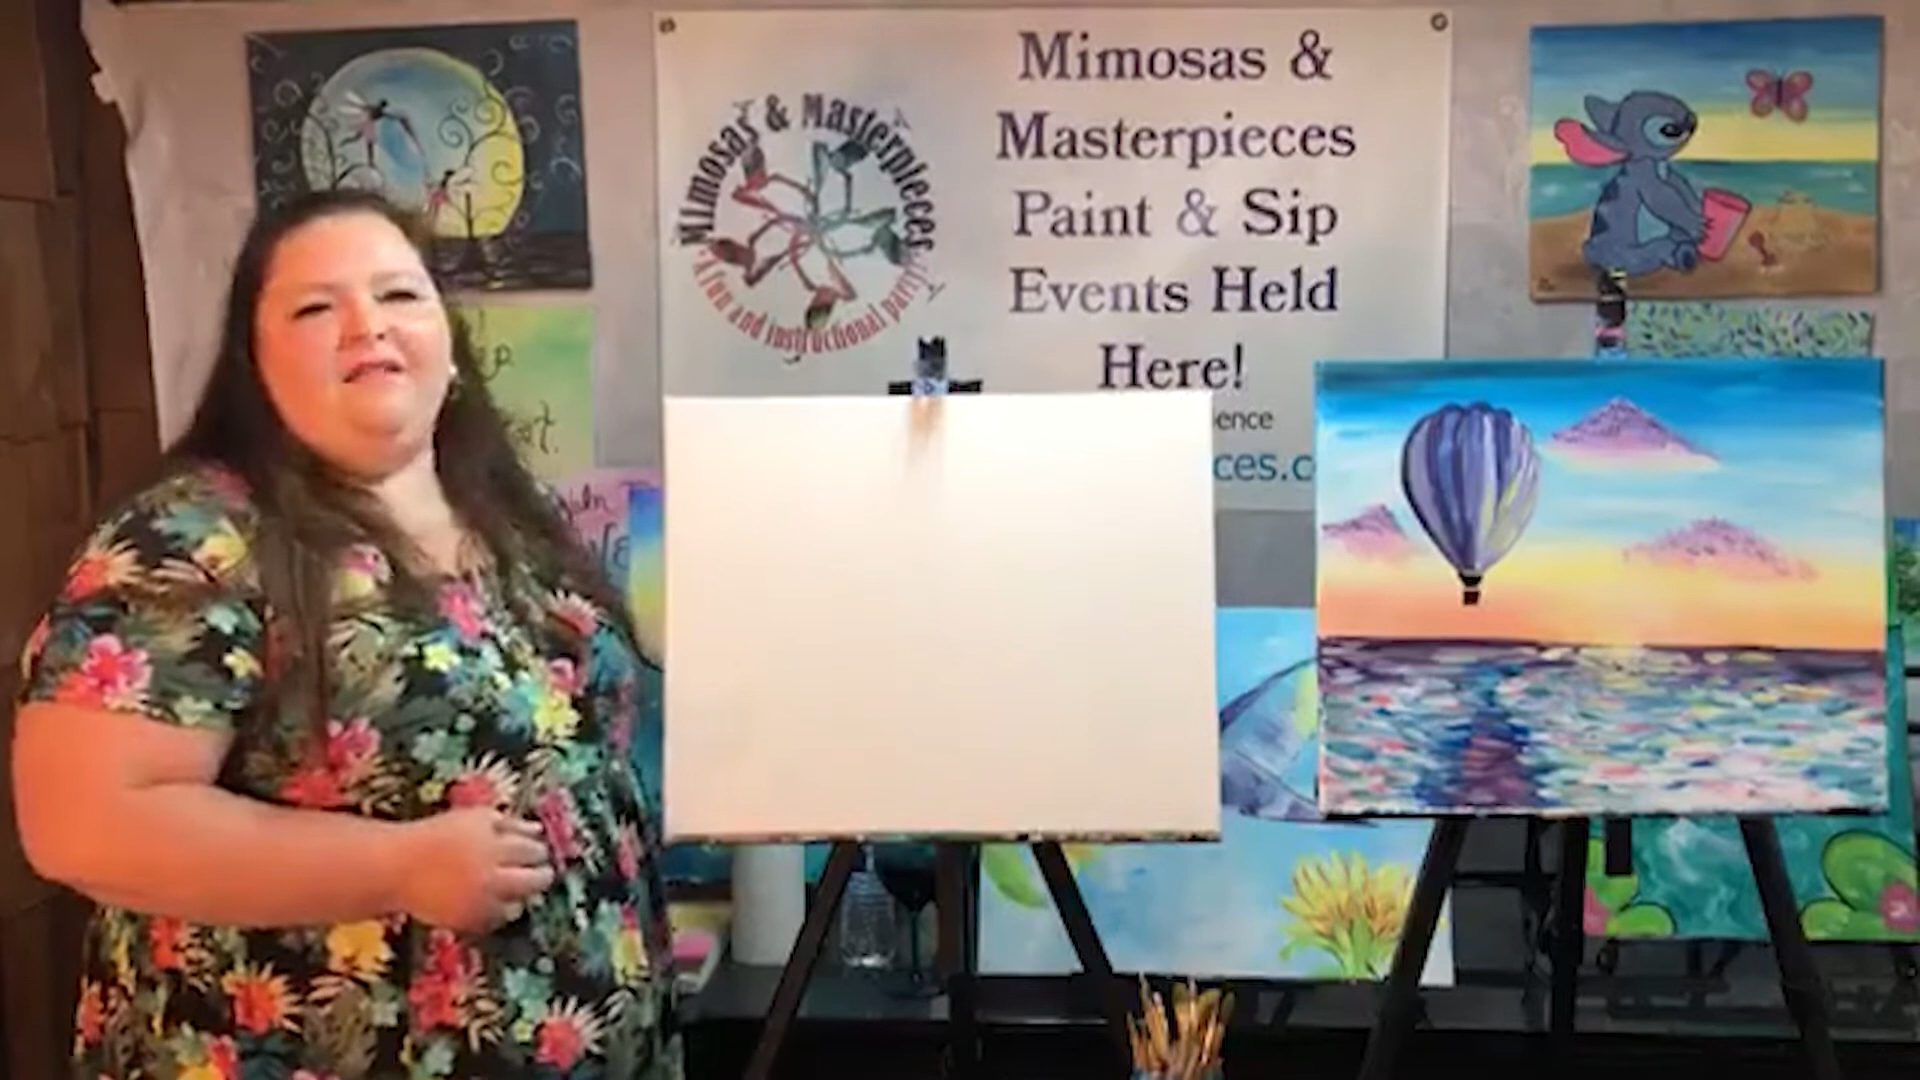 Mimosas &
Masterpieces
Paint & Sip
Events Held
Here!
ence
ces.c
Mimosas & Masterpieces
"A fun and instructional party"